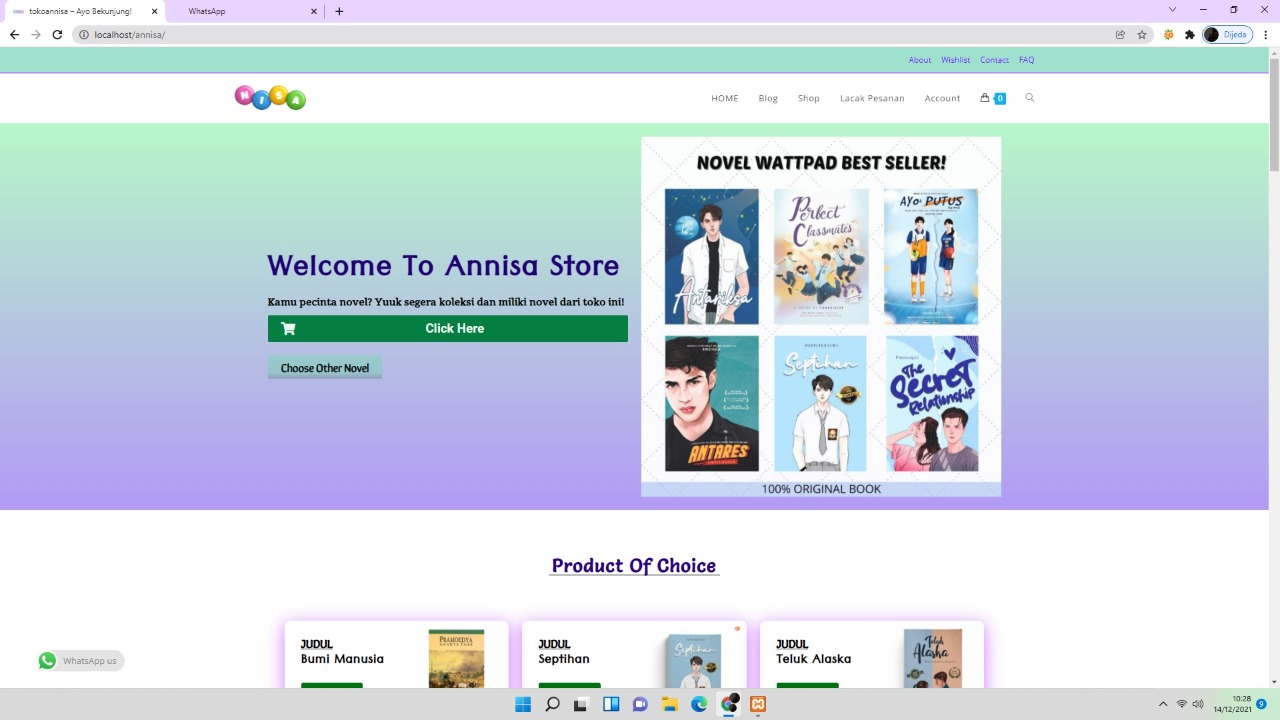 tokoannisa – Ayo Bekunjung!
WhatsApp
localhost/annisa/
Dijeda
About Wishlist Contact FAQ
NISA
HOME Blog Shop Lacak Pesanan Account 0
NOVEL WATTPAD BEST SELLER!
Antariksa
Perfect Classmates
AYO PUTUS
Welcome To Annisa Store
Kamu pecinta novel? Yuuk segera koleksi dan miliki novel dari toko ini!
Click Here
Choose Other Novel
ANTARES
Septihan
The Secret Relationship
100% ORIGINAL BOOK
Product Of Choice
JUDUL
Bumi Manusia
PRAMOEDYA
ANANTA TOER
JUDUL
Septihan
Septihan
JUDUL
Teluk Alaska
Teluk Alaska
WhatsApp us
10:28
14/12/2021
9